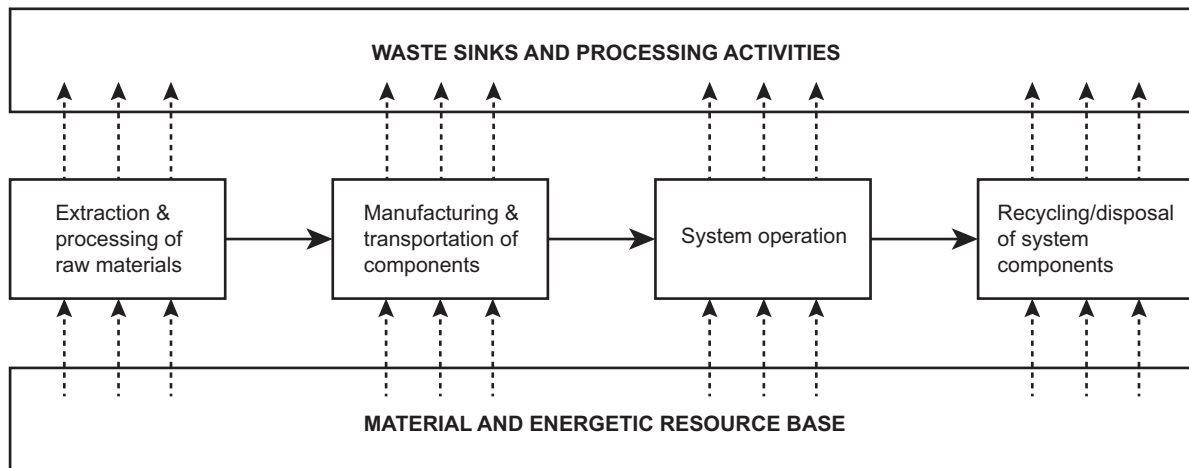 WASTE SINKS AND PROCESSING ACTIVITIES
Extraction &
processing of
raw materials
Manufacturing &
transportation of
components
System operation
Recycling/disposal
of system
components
MATERIAL AND ENERGETIC RESOURCE BASE